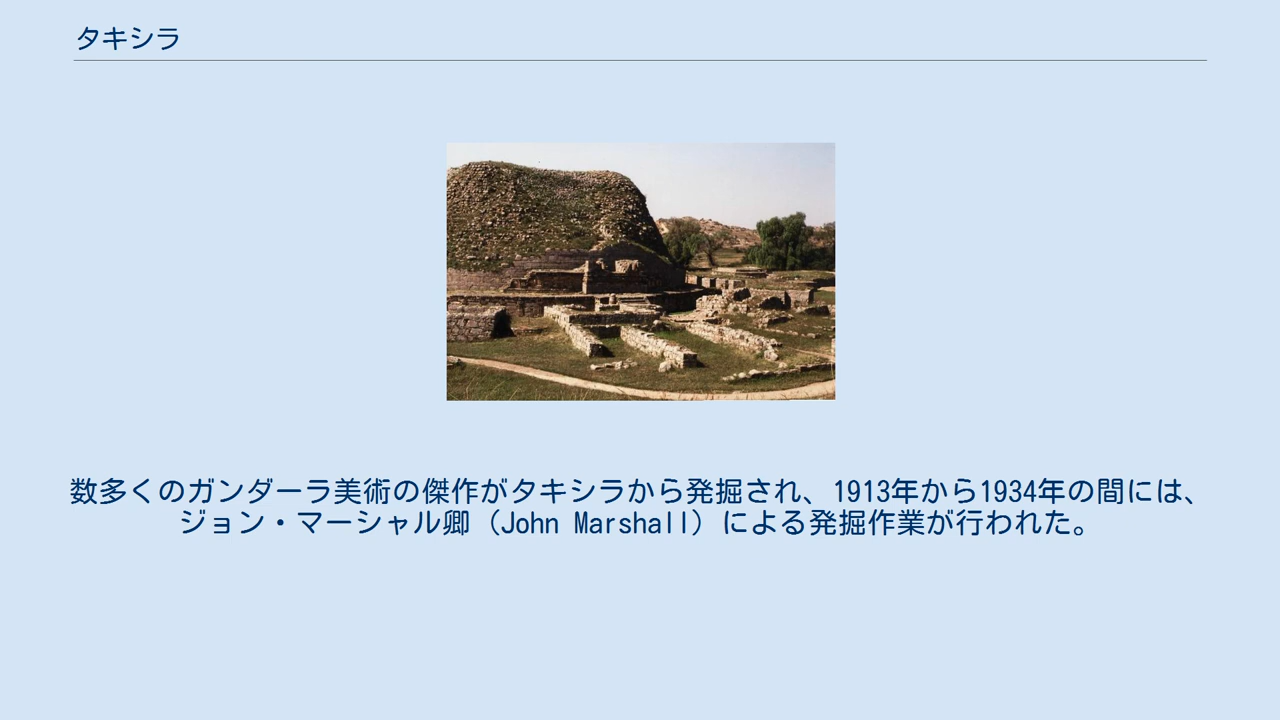 タキシラ
数多くのガンダーラ美術の傑作がタキシラから発掘され、1913年から1934年の間には、
ジョン・マーシャル卿（John Marshall）による発掘作業が行われた。